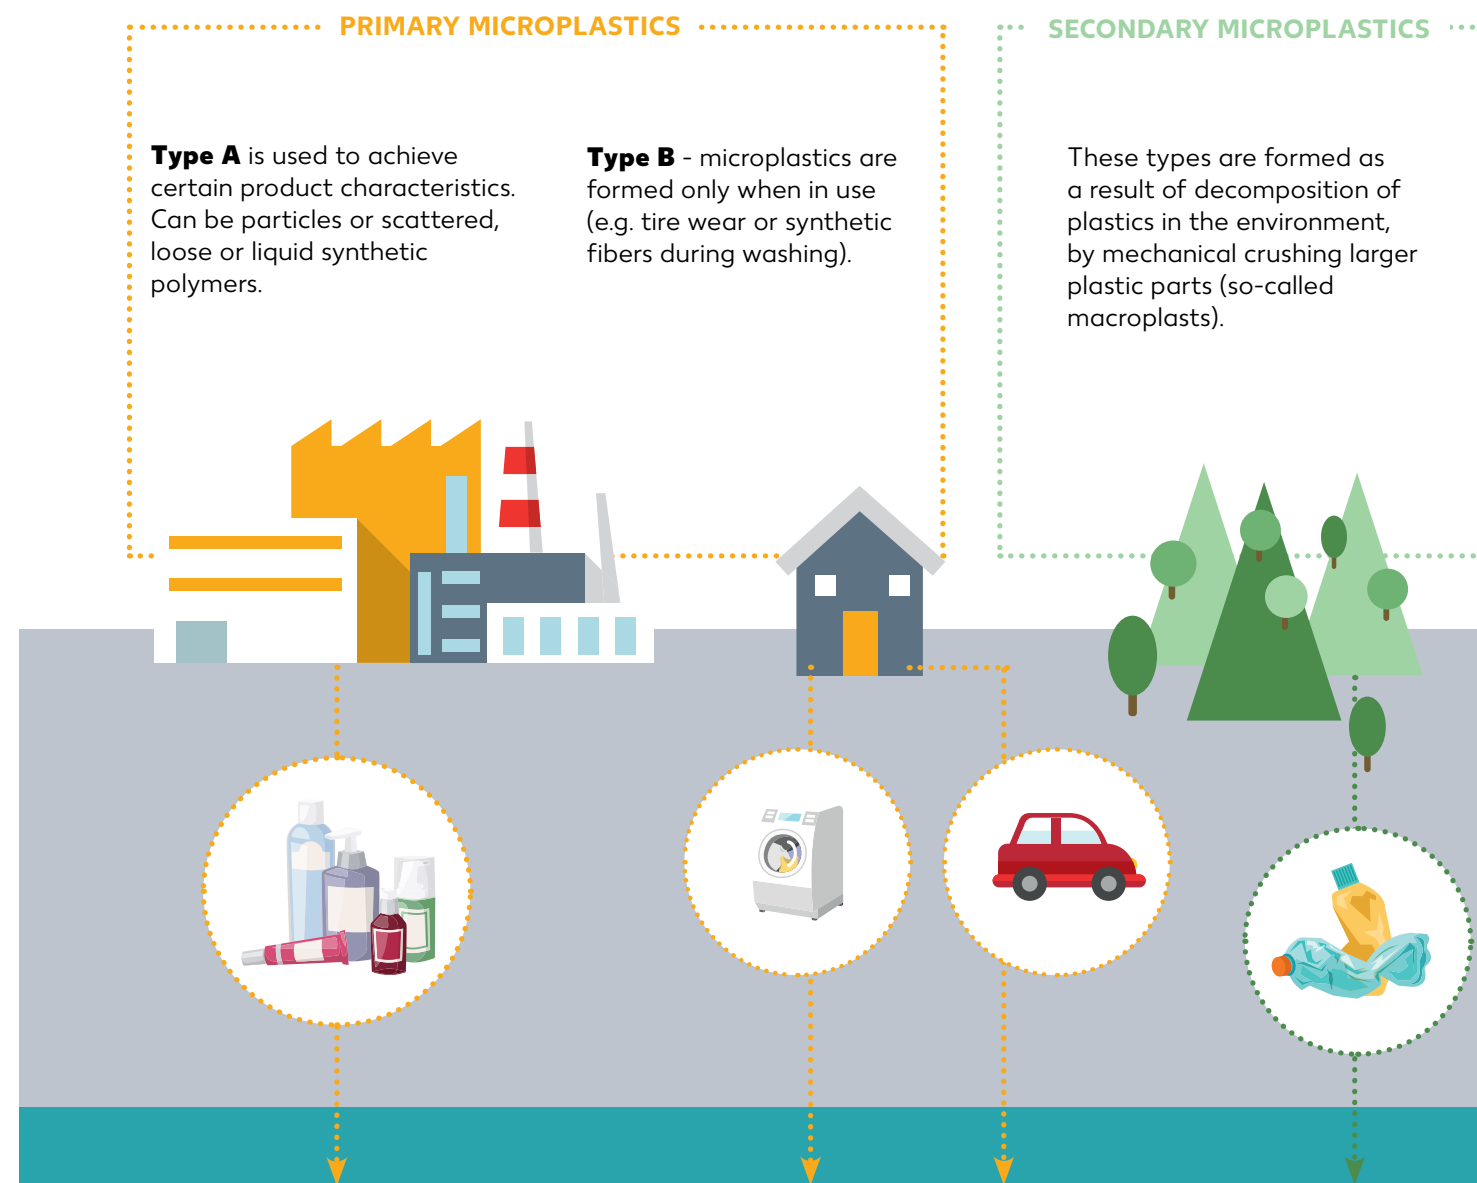 PRIMARY MICROPLASTICS
Type A is used to achieve
certain product characteristics.
Can be particles or scattered,
loose or liquid synthetic
polymers.
Type B - microplastics are
formed only when in use
(e.g. tire wear or synthetic
fibers during washing).
SECONDARY MICROPLASTICS
These types are formed as
a result of decomposition of
plastics in the environment,
by mechanical crushing larger
plastic parts (so-called
macroplasts).